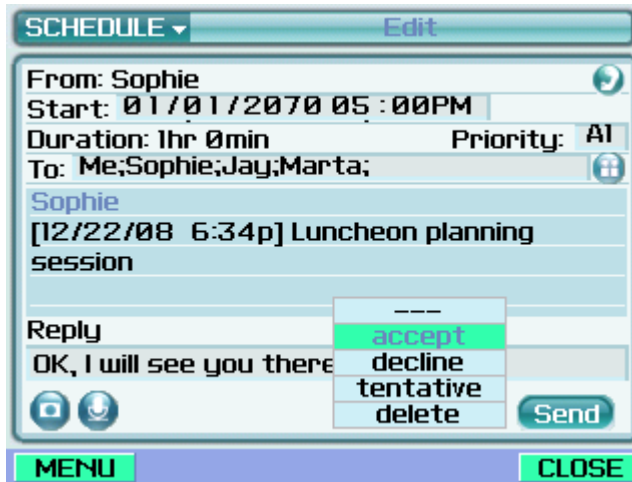 SCHEDULE Edit
From: Sophie
Start: 01/01/2070 05:00PM
Duration: 1hr 0min Priority: A1
To: Me;Sophie;Jay;Marta;
Sophie
[12/22/08 6:34p] Luncheon planning
session
---
Reply
accept
OK, I will see you there
decline
tentative
delete
Send
MENU CLOSE